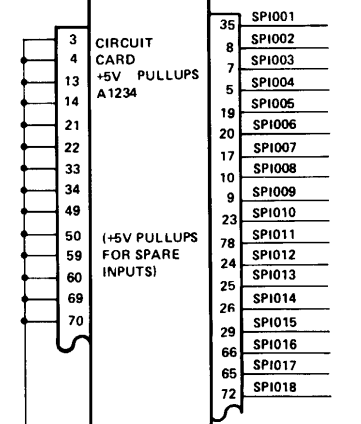 3
4
13
14
21
22
33
34
49
50
59
60
69
70
CIRCUIT
CARD
+5V PULLUPS
A1234
(+5V PULLUPS
FOR SPARE
INPUTS)
35 SPI001
8 SPI002
7 SPI003
5 SPI004
19 SPI005
20 SPI006
17 SPI007
10 SPI008
9 SPI009
23 SPI010
78 SPI011
24 SPI012
25 SPI013
26 SPI014
29 SPI015
66 SPI016
65 SPI017
72 SPI018